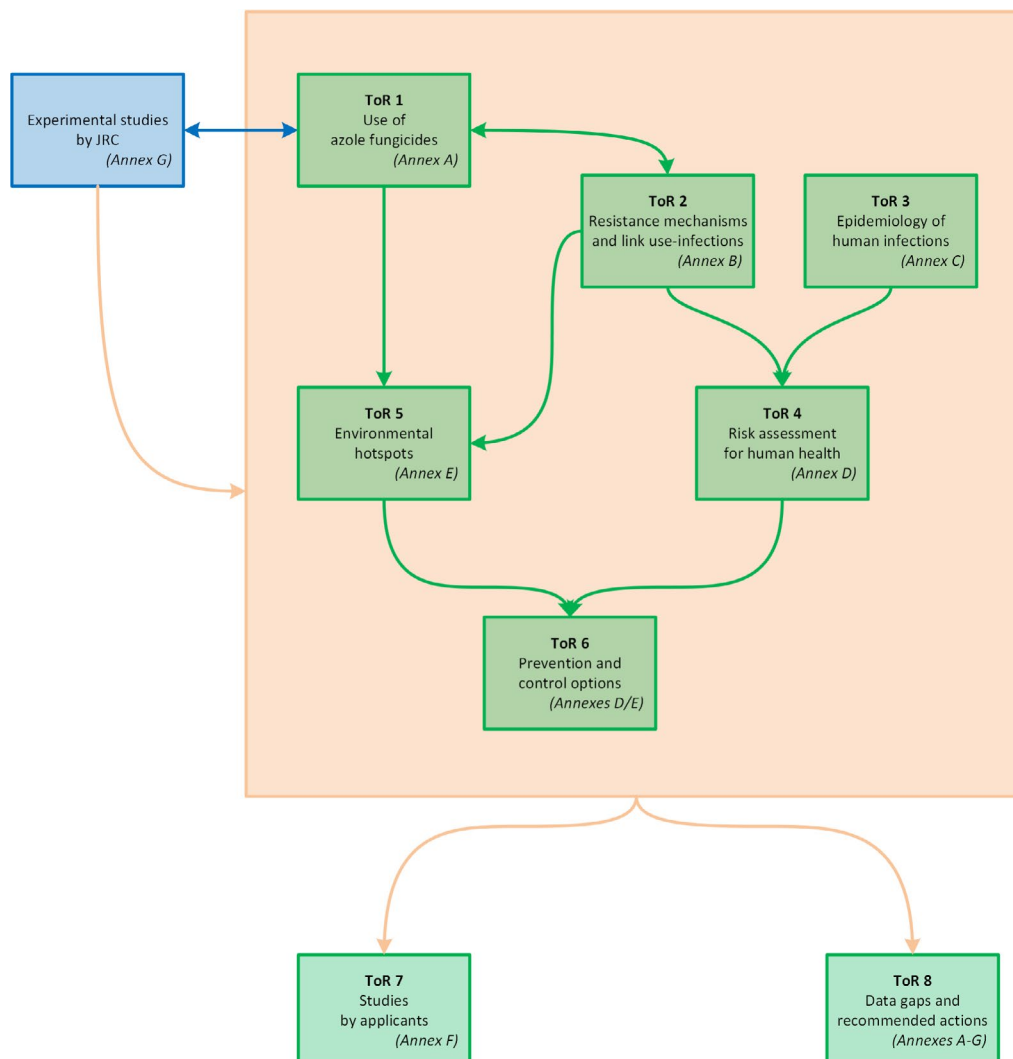 Experimental studies
by JRC
(Annex G)
ToR 1
Use of
azole fungicides
(Annex A)
ToR 2
Resistance mechanisms
and link use-infections
(Annex B)
ToR 3
Epidemiology of
human infections
(Annex C)
ToR 5
Environmental
hotspots
(Annex E)
ToR 4
Risk assessment
for human health
(Annex D)
ToR 6
Prevention and
control options
(Annexes D/E)
ToR 7
Studies
by applicants
(Annex F)
ToR 8
Data gaps and
recommended actions
(Annexes A-G)